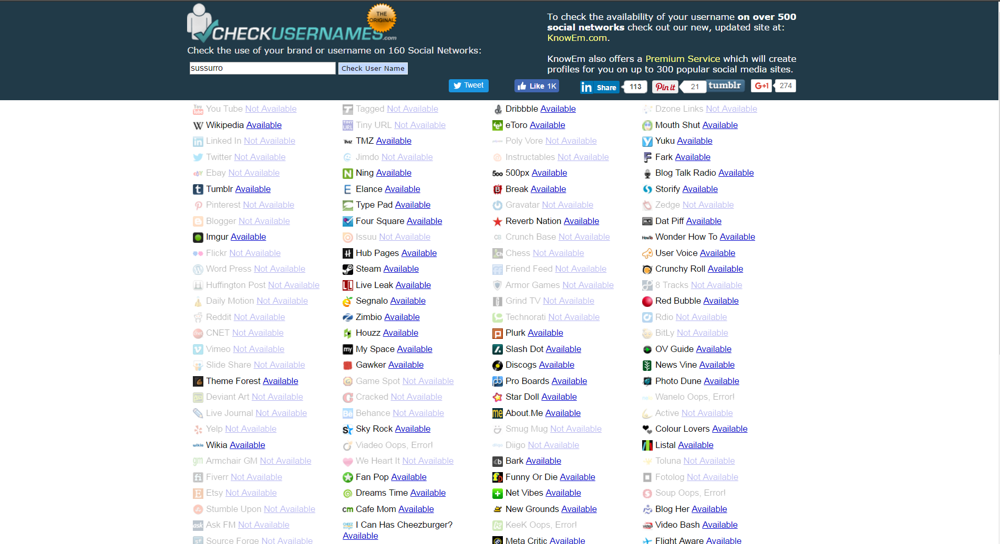 THE ORIGINAL
CHECKUSERNAMES.com
Check the use of your brand or username on 160 Social Networks:
sussurro
Check User Name
To check the availability of your username on over 500
social networks check out our new, updated site at:
KnowEm.com.
KnowEm also offers a Premium Service which will create
profiles for you on up to 300 popular social media sites.
Tweet
Like 1K
in Share 113
Pin it 21
tumblr
G+1 274
You Tube Not Available
Wikipedia Available
Linked In Not Available
Twitter Not Available
Ebay Not Available
Tumblr Available
Pinterest Not Available
Blogger Not Available
Imgur Available
Flickr Not Available
Word Press Not Available
Huffington Post Not Available
Daily Motion Not Available
Reddit Not Available
CNET Not Available
Vimeo Not Available
Slide Share Not Available
Theme Forest Available
Deviant Art Not Available
Live Journal Not Available
Yelp Not Available
Wikia Available
Armchair GM Not Available
Fiverr Not Available
Etsy Not Available
Stumble Upon Not Available
Ask FM Not Available
Source Forge Not Available
Tagged Not Available
Tiny URL Not Available
TMZ Available
Jimdo Not Available
Ning Available
Elance Available
Type Pad Available
Four Square Available
Issuu Not Available
Hub Pages Available
Steam Available
Live Leak Available
Segnalo Available
Zimbio Available
Houzz Available
My Space Available
Gawker Available
Game Spot Not Available
Cracked Not Available
Behance Not Available
Sky Rock Available
Viadeo Oops, Error!
We Heart It Not Available
Fan Pop Available
Dreams Time Available
Cafe Mom Available
I Can Has Cheezburger?
Available
Dribbble Available
eToro Available
Poly Vore Not Available
Instructables Not Available
500px Available
Break Available
Gravatar Not Available
Reverb Nation Available
Crunch Base Not Available
Chess Not Available
Friend Feed Not Available
Armor Games Not Available
Grind TV Not Available
Technorati Not Available
Plurk Available
Slash Dot Available
Discogs Available
Pro Boards Available
Star Doll Available
About.Me Available
Smug Mug Not Available
Diigo Not Available
Bark Available
Funny Or Die Available
Net Vibes Available
New Grounds Available
KeeK Oops, Error!
Meta Critic Available
Dzone Links Not Available
Mouth Shut Available
Yuku Available
Fark Available
Blog Talk Radio Available
Storify Available
Zedge Not Available
Dat Piff Available
Wonder How To Available
User Voice Available
Crunchy Roll Available
8 Tracks Not Available
Red Bubble Available
Rdio Not Available
BitLy Not Available
OV Guide Available
News Vine Available
Photo Dune Available
Wanelo Oops, Error!
Active Not Available
Colour Lovers Available
Listal Available
Toluna Not Available
Fotolog Not Available
Soup Oops, Error!
Blog Her Available
Video Bash Available
Flight Aware Available